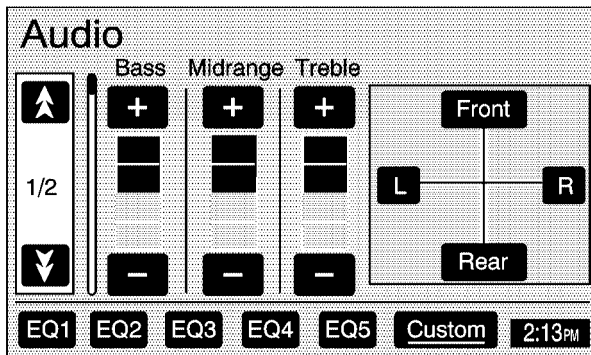 Audio
Bass Midrange Treble
+ + + Front
1/2 L R
− − − Rear
EQ1 EQ2 EQ3 EQ4 EQ5 Custom 2:13PM